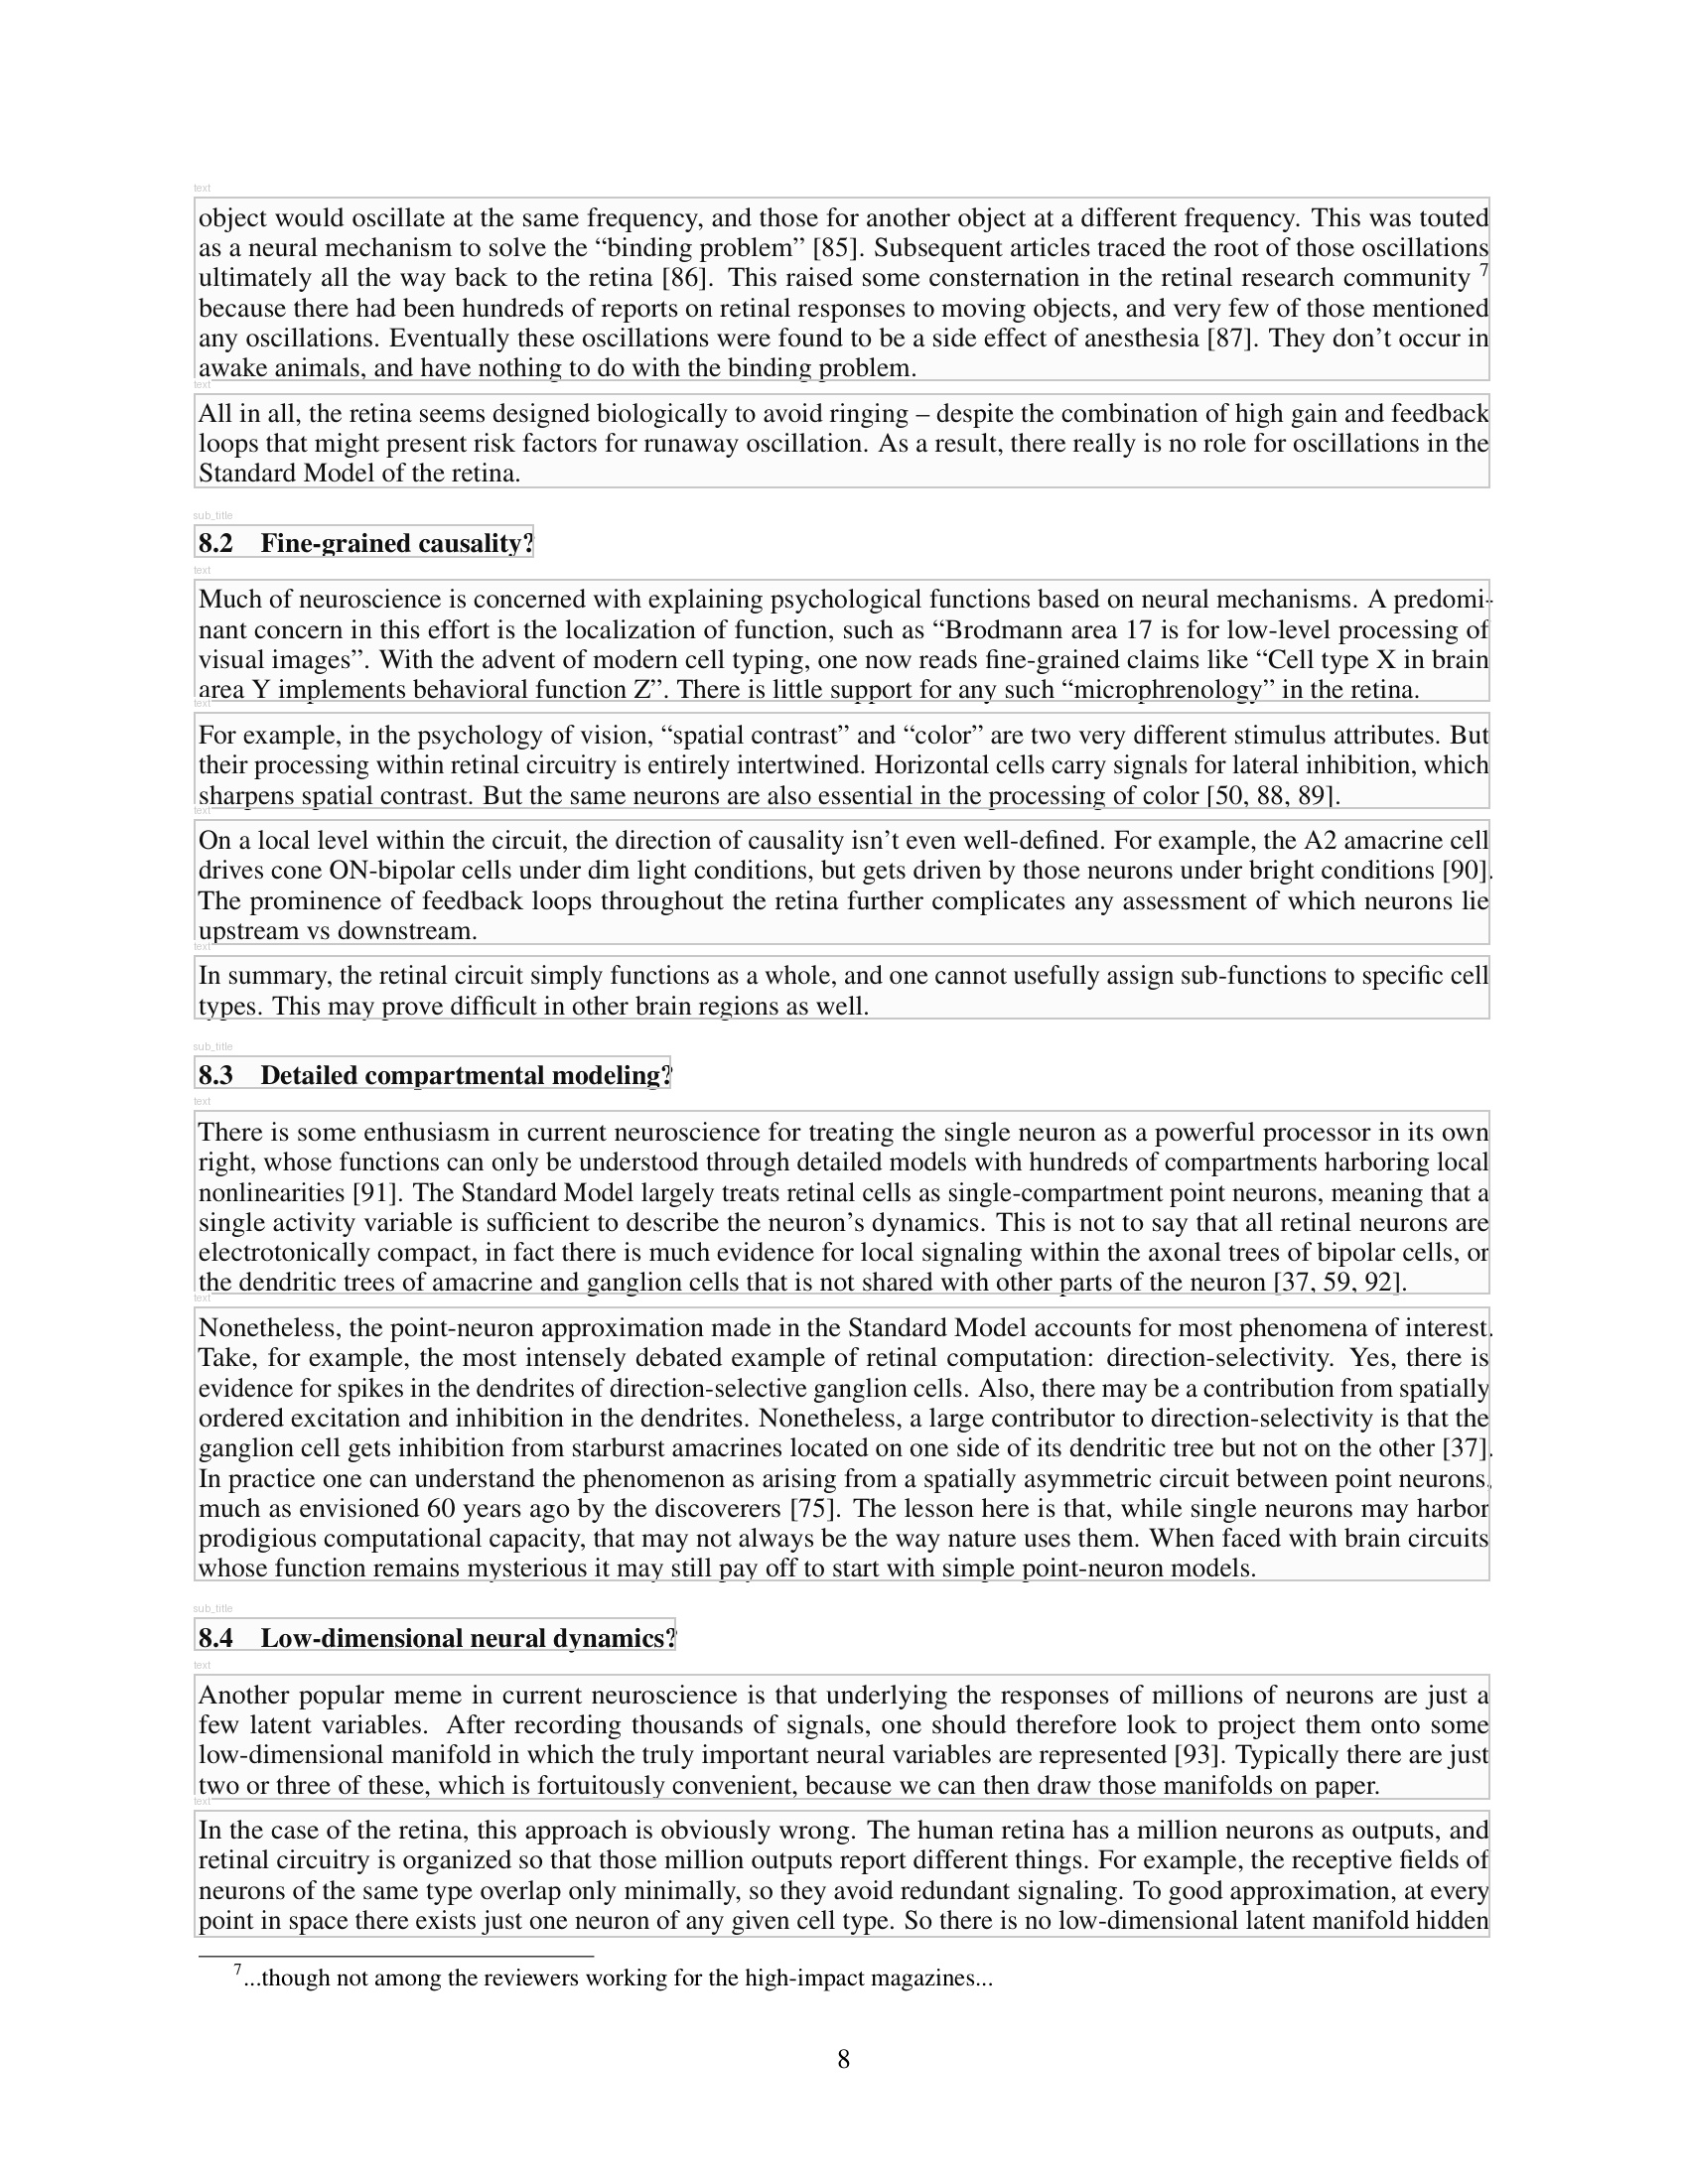 text
object would oscillate at the same frequency, and those for another object at a different frequency. This was touted
as a neural mechanism to solve the “binding problem” [85]. Subsequent articles traced the root of those oscillations
ultimately all the way back to the retina [86]. This raised some consternation in the retinal research community 7
because there had been hundreds of reports on retinal responses to moving objects, and very few of those mentioned
any oscillations. Eventually these oscillations were found to be a side effect of anesthesia [87]. They don’t occur in
awake animals, and have nothing to do with the binding problem.
text
All in all, the retina seems designed biologically to avoid ringing – despite the combination of high gain and feedback
loops that might present risk factors for runaway oscillation. As a result, there really is no role for oscillations in the
Standard Model of the retina.
sub_title
8.2 Fine-grained causality?
text
Much of neuroscience is concerned with explaining psychological functions based on neural mechanisms. A predomi-
nant concern in this effort is the localization of function, such as “Brodmann area 17 is for low-level processing of
visual images”. With the advent of modern cell typing, one now reads fine-grained claims like “Cell type X in brain
area Y implements behavioral function Z”. There is little support for any such “microphrenology” in the retina.
text
For example, in the psychology of vision, “spatial contrast” and “color” are two very different stimulus attributes. But
their processing within retinal circuitry is entirely intertwined. Horizontal cells carry signals for lateral inhibition, which
sharpens spatial contrast. But the same neurons are also essential in the processing of color [50, 88, 89].
text
On a local level within the circuit, the direction of causality isn’t even well-defined. For example, the A2 amacrine cell
drives cone ON-bipolar cells under dim light conditions, but gets driven by those neurons under bright conditions [90].
The prominence of feedback loops throughout the retina further complicates any assessment of which neurons lie
upstream vs downstream.
text
In summary, the retinal circuit simply functions as a whole, and one cannot usefully assign sub-functions to specific cell
types. This may prove difficult in other brain regions as well.
sub_title
8.3 Detailed compartmental modeling?
text
There is some enthusiasm in current neuroscience for treating the single neuron as a powerful processor in its own
right, whose functions can only be understood through detailed models with hundreds of compartments harboring local
nonlinearities [91]. The Standard Model largely treats retinal cells as single-compartment point neurons, meaning that a
single activity variable is sufficient to describe the neuron’s dynamics. This is not to say that all retinal neurons are
electrotonically compact, in fact there is much evidence for local signaling within the axonal trees of bipolar cells, or
the dendritic trees of amacrine and ganglion cells that is not shared with other parts of the neuron [37, 59, 92].
text
Nonetheless, the point-neuron approximation made in the Standard Model accounts for most phenomena of interest.
Take, for example, the most intensely debated example of retinal computation: direction-selectivity. Yes, there is
evidence for spikes in the dendrites of direction-selective ganglion cells. Also, there may be a contribution from spatially
ordered excitation and inhibition in the dendrites. Nonetheless, a large contributor to direction-selectivity is that the
ganglion cell gets inhibition from starburst amacrines located on one side of its dendritic tree but not on the other [37].
In practice one can understand the phenomenon as arising from a spatially asymmetric circuit between point neurons,
much as envisioned 60 years ago by the discoverers [75]. The lesson here is that, while single neurons may harbor
prodigious computational capacity, that may not always be the way nature uses them. When faced with brain circuits
whose function remains mysterious it may still pay off to start with simple point-neuron models.
sub_title
8.4 Low-dimensional neural dynamics?
text
Another popular meme in current neuroscience is that underlying the responses of millions of neurons are just a
few latent variables. After recording thousands of signals, one should therefore look to project them onto some
low-dimensional manifold in which the truly important neural variables are represented [93]. Typically there are just
two or three of these, which is fortuitously convenient, because we can then draw those manifolds on paper.
text
In the case of the retina, this approach is obviously wrong. The human retina has a million neurons as outputs, and
retinal circuitry is organized so that those million outputs report different things. For example, the receptive fields of
neurons of the same type overlap only minimally, so they avoid redundant signaling. To good approximation, at every
point in space there exists just one neuron of any given cell type. So there is no low-dimensional latent manifold hidden
7...though not among the reviewers working for the high-impact magazines...
8